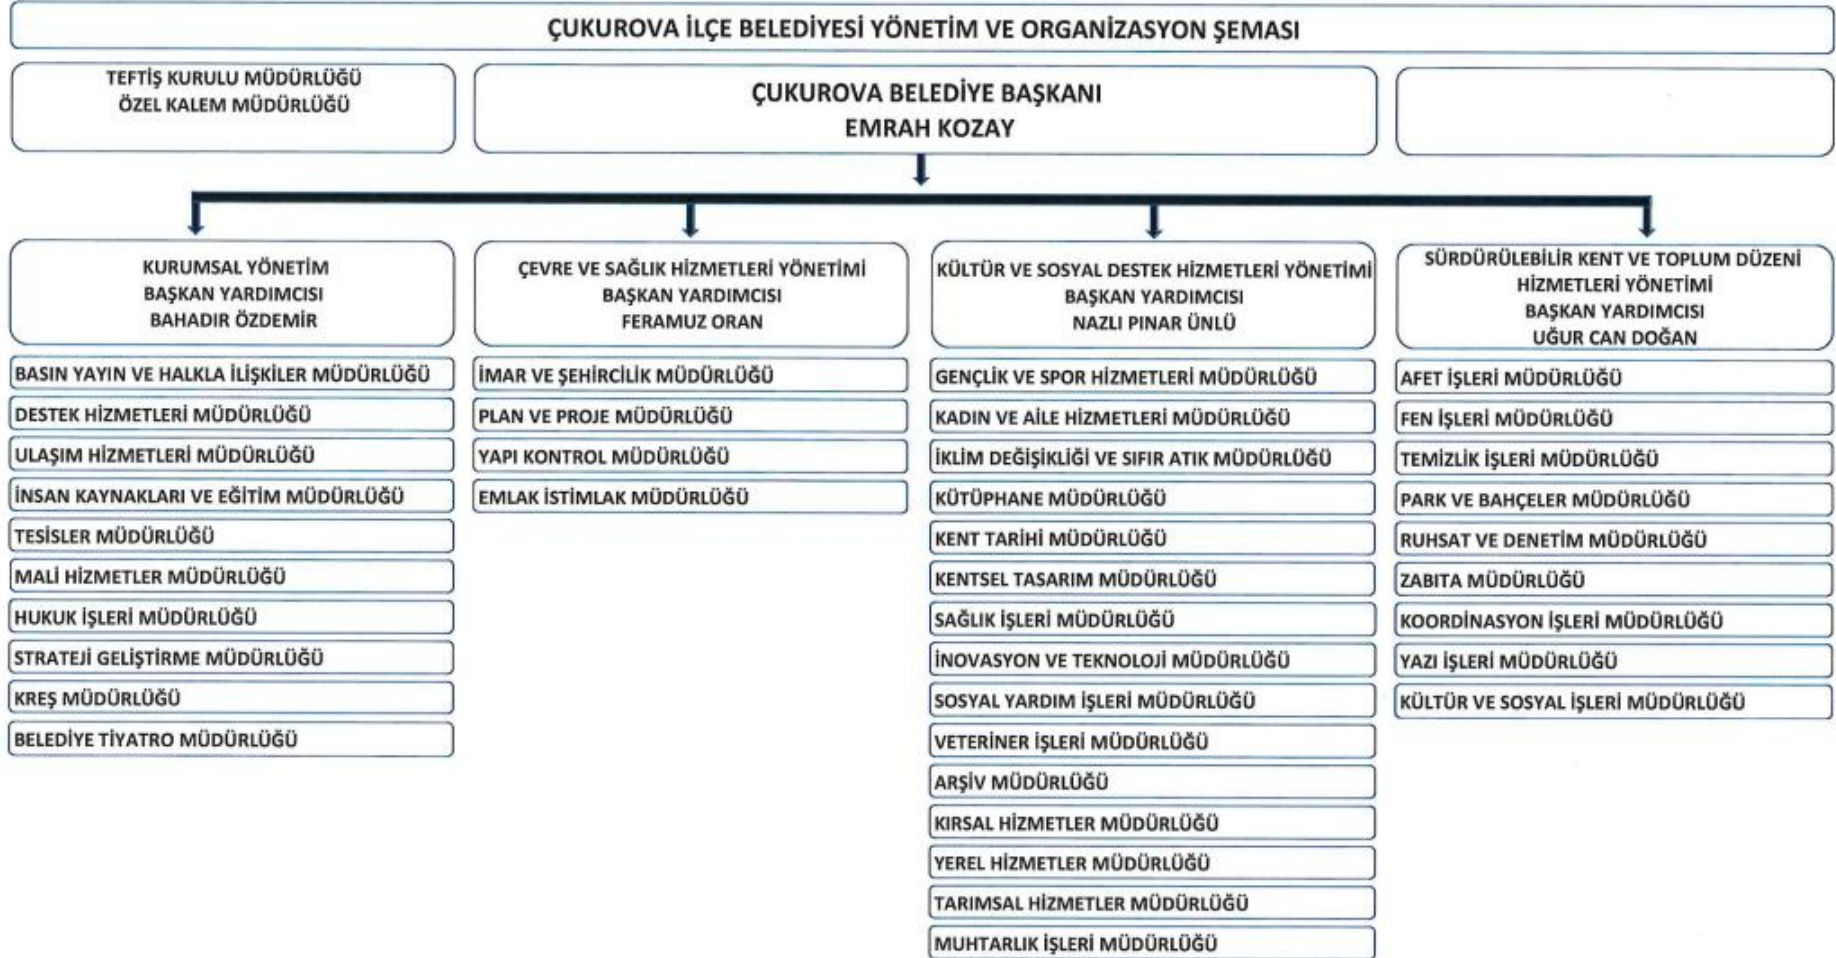 ÇUKUROVA İLÇE BELEDİYESİ YÖNETİM VE ORGANİZASYON ŞEMASI
TEFTİŞ KURULU MÜDÜRLÜĞÜ
ÖZEL KALEM MÜDÜRLÜĞÜ
ÇUKUROVA BELEDİYE BAŞKANI
EMRAH KOZAY
KURUMSAL YÖNETİM
BAŞKAN YARDIMCISI
BAHADIR ÖZDEMİR
BASIN YAYIN VE HALKLA İLİŞKİLER MÜDÜRLÜĞÜ
DESTEK HİZMETLERİ MÜDÜRLÜĞÜ
ULAŞIM HİZMETLERİ MÜDÜRLÜĞÜ
İNSAN KAYNAKLARI VE EĞİTİM MÜDÜRLÜĞÜ
TESİSLER MÜDÜRLÜĞÜ
MALİ HİZMETLER MÜDÜRLÜĞÜ
HUKUK İŞLERİ MÜDÜRLÜĞÜ
STRATEJİ GELİŞTİRME MÜDÜRLÜĞÜ
KREŞ MÜDÜRLÜĞÜ
BELEDİYE TİYATRO MÜDÜRLÜĞÜ
ÇEVRE VE SAĞLIK HİZMETLERİ YÖNETİMİ
BAŞKAN YARDIMCISI
FERAMUZ ORAN
İMAR VE ŞEHİRCİLİK MÜDÜRLÜĞÜ
PLAN VE PROJE MÜDÜRLÜĞÜ
YAPI KONTROL MÜDÜRLÜĞÜ
EMLAK İSTİMLAK MÜDÜRLÜĞÜ
KÜLTÜR VE SOSYAL DESTEK HİZMETLERİ YÖNETİMİ
BAŞKAN YARDIMCISI
NAZLI PINAR ÜNLÜ
GENÇLİK VE SPOR HİZMETLERİ MÜDÜRLÜĞÜ
KADIN VE AİLE HİZMETLERİ MÜDÜRLÜĞÜ
İKLİM DEĞİŞİKLİĞİ VE SIFIR ATIK MÜDÜRLÜĞÜ
KÜTÜPHANE MÜDÜRLÜĞÜ
KENT TARİHİ MÜDÜRLÜĞÜ
KENTSEL TASARIM MÜDÜRLÜĞÜ
SAĞLIK İŞLERİ MÜDÜRLÜĞÜ
İNOVASYON VE TEKNOLOJİ MÜDÜRLÜĞÜ
SOSYAL YARDIM İŞLERİ MÜDÜRLÜĞÜ
VETERİNER İŞLERİ MÜDÜRLÜĞÜ
ARŞİV MÜDÜRLÜĞÜ
KIRSAL HİZMETLER MÜDÜRLÜĞÜ
YEREL HİZMETLER MÜDÜRLÜĞÜ
TARIMSAL HİZMETLER MÜDÜRLÜĞÜ
MUHTARLIK İŞLERİ MÜDÜRLÜĞÜ
SÜRDÜRÜLEBİLİR KENT VE TOPLUM DÜZENİ
HİZMETLERİ YÖNETİMİ
BAŞKAN YARDIMCISI
UĞUR CAN DOĞAN
AFET İŞLERİ MÜDÜRLÜĞÜ
FEN İŞLERİ MÜDÜRLÜĞÜ
TEMİZLİK İŞLERİ MÜDÜRLÜĞÜ
PARK VE BAHÇELER MÜDÜRLÜĞÜ
RUHSAT VE DENETİM MÜDÜRLÜĞÜ
ZABITA MÜDÜRLÜĞÜ
KOORDİNASYON İŞLERİ MÜDÜRLÜĞÜ
YAZI İŞLERİ MÜDÜRLÜĞÜ
KÜLTÜR VE SOSYAL İŞLERİ MÜDÜRLÜĞÜ